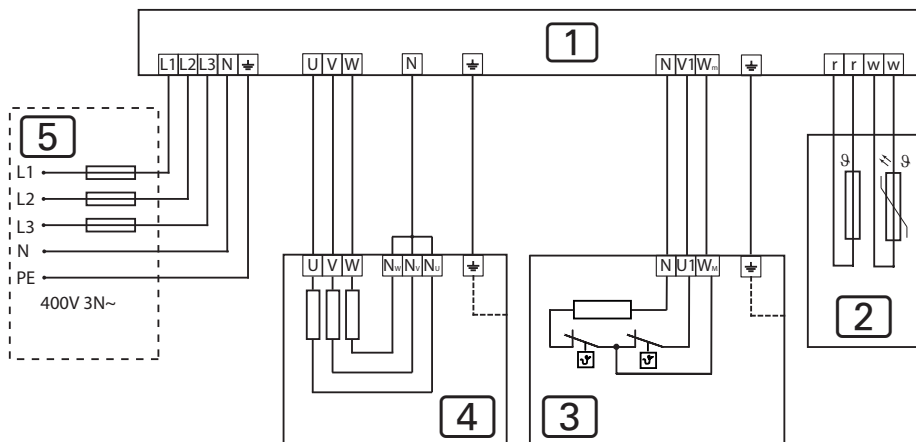 1
L1 L2 L3 N ⏚ U V W N ⏚ N V1 Wm ⏚ r r w w
5
L1
L2
L3
N
PE
400V 3N~
ϑ ϑ
U V W NW NV NU ⏚ N U1 WM ⏚
2
ϑ ϑ
4
3